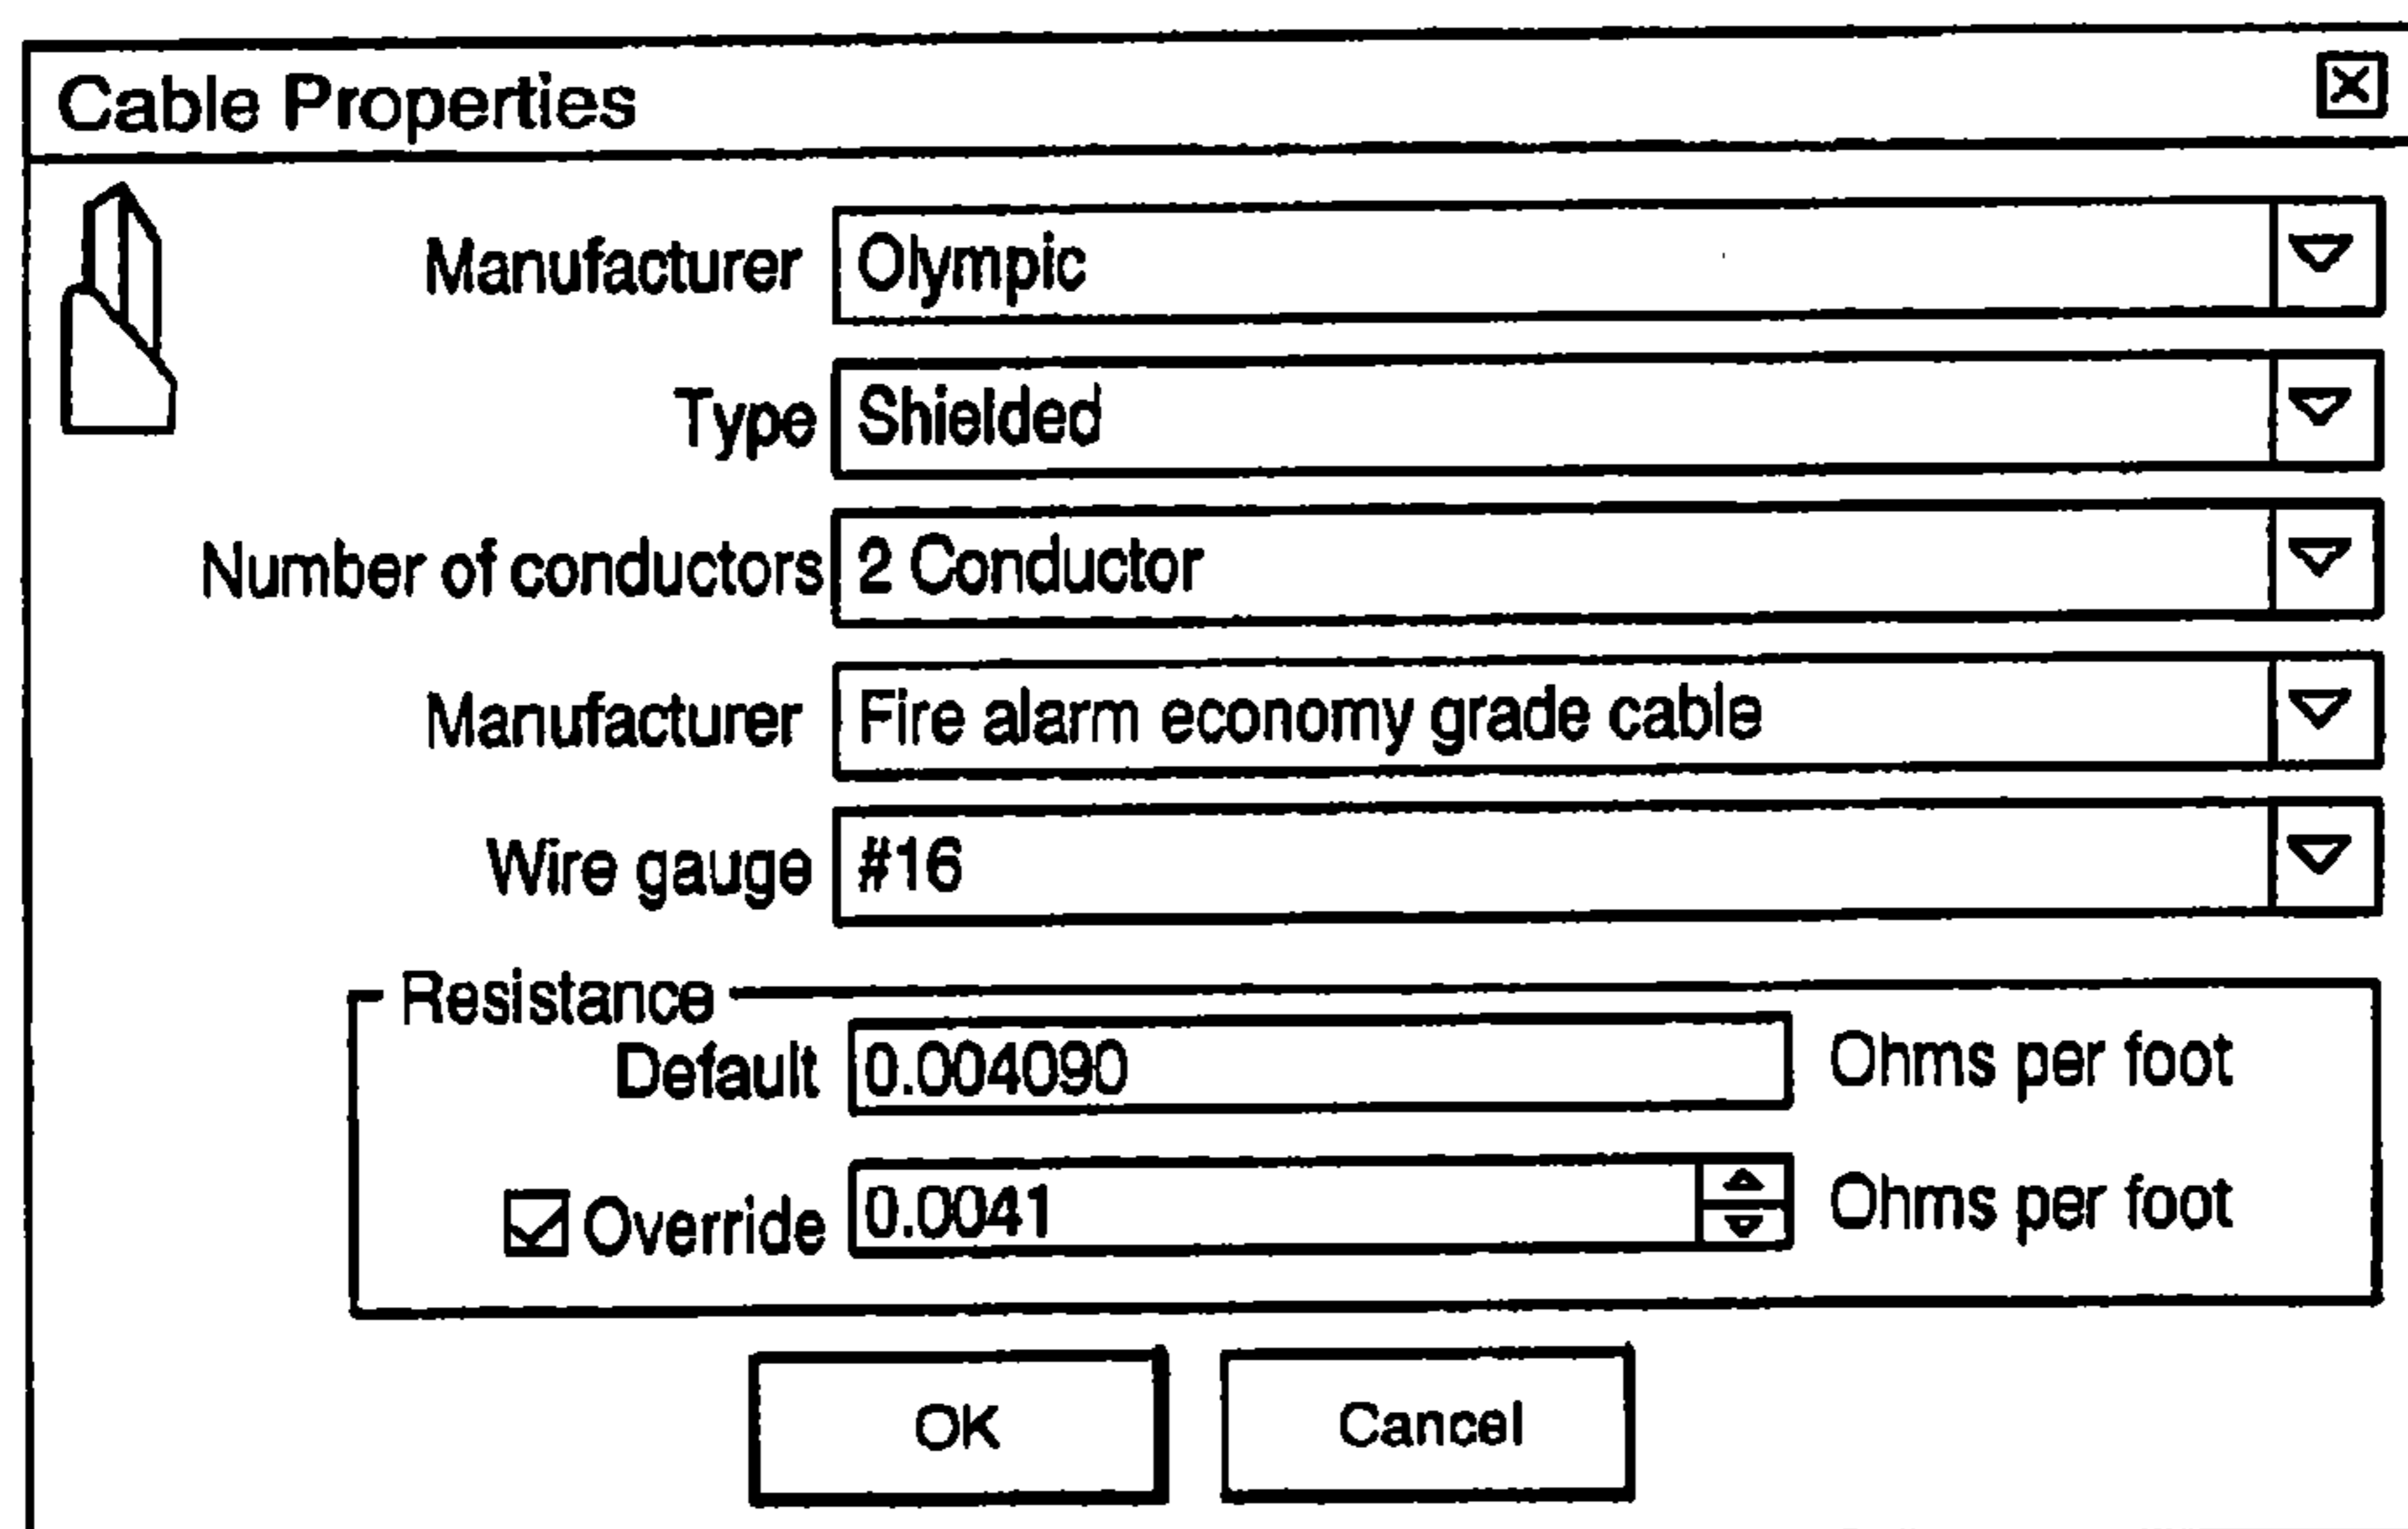 Cable Properties
Manufacturer Olympic
Type Shielded
Number of conductors 2 Conductor
Manufacturer Fire alarm economy grade cable
Wire gauge #16
Resistance
Default 0.004090 Ohms per foot
Override 0.0041 Ohms per foot
OK Cancel